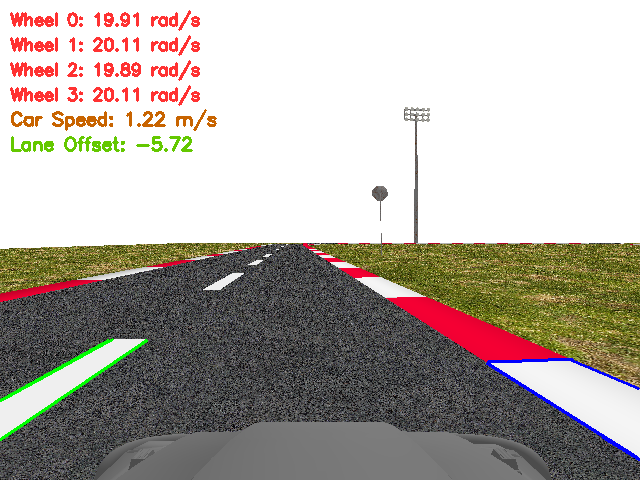 Wheel 0: 19.91 rad/s
Wheel 1: 20.11 rad/s
Wheel 2: 19.89 rad/s
Wheel 3: 20.11 rad/s
Car Speed: 1.22 m/s
Lane Offset: -5.72